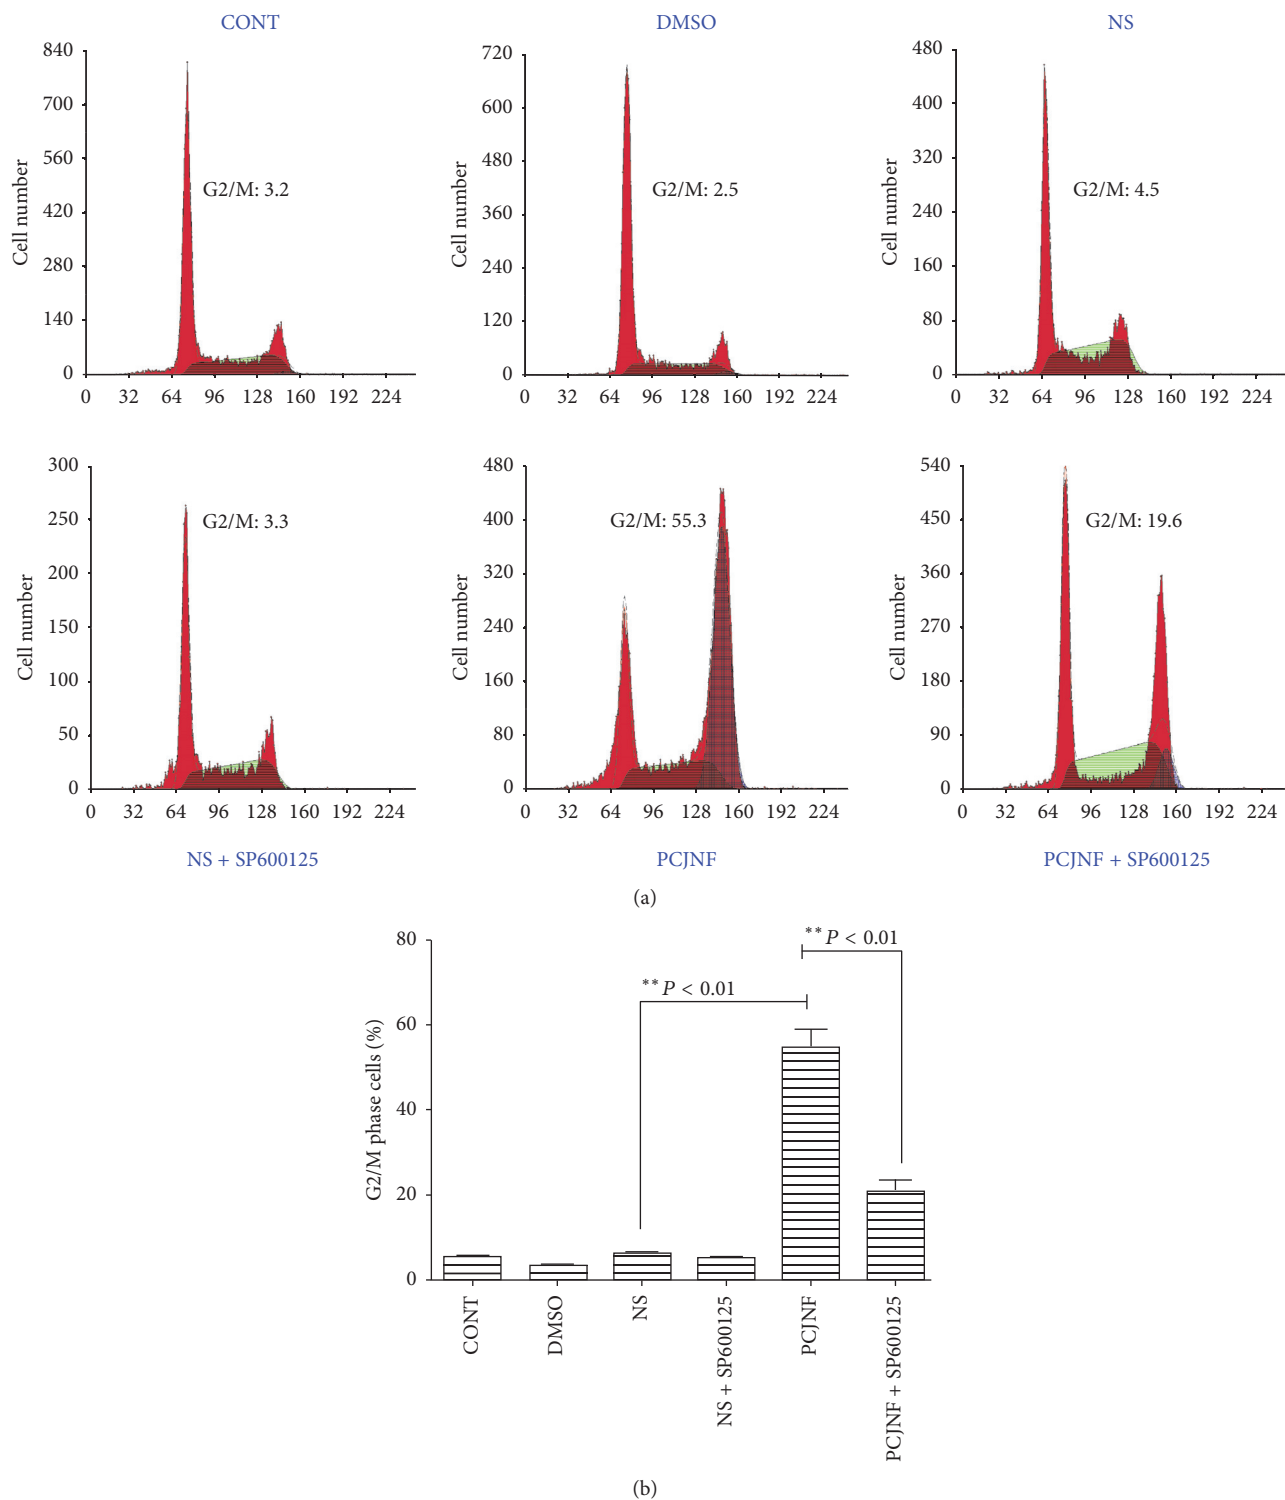 CONT
DMSO
NS
840
700
560
420
280
140
0
Cell number
G2/M: 3.2
0 32 64 96 128 160 192 224
720
600
480
360
240
120
0
Cell number
G2/M: 2.5
0 32 64 96 128 160 192 224
480
400
320
240
160
80
0
Cell number
G2/M: 4.5
0 32 64 96 128 160 192 224
300
250
200
150
100
50
0
Cell number
G2/M: 3.3
0 32 64 96 128 160 192 224
NS + SP600125
480
400
320
240
160
80
0
Cell number
G2/M: 55.3
0 32 64 96 128 160 192 224
PCJNF
540
450
360
270
180
90
0
Cell number
G2/M: 19.6
0 32 64 96 128 160 192 224
PCJNF + SP600125
(a)
80
60
40
20
0
G2/M phase cells (%)
**P < 0.01
**P < 0.01
CONT
DMSO
NS
NS + SP600125
PCJNF
PCJNF + SP600125
(b)